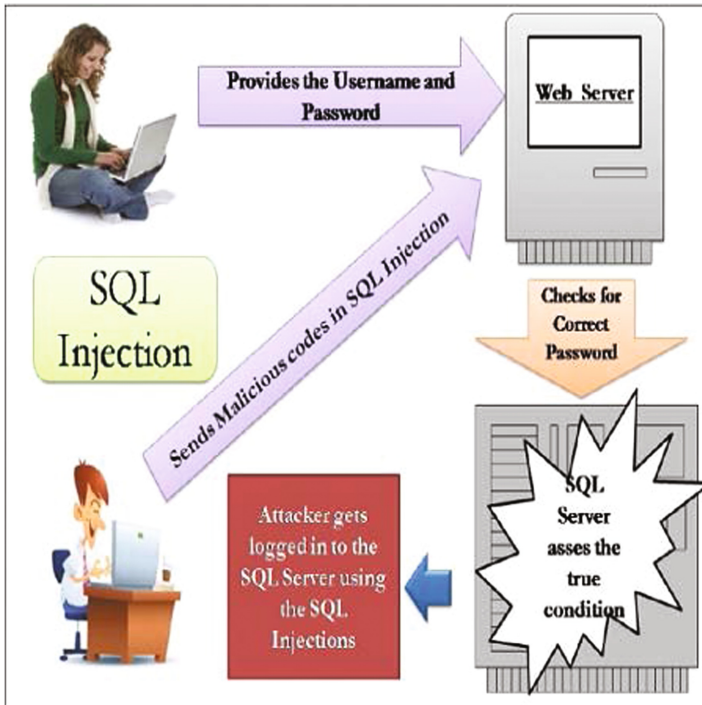 Provides the Username and
Password
Web Server
Sends Malicious codes in SQL Injection
SQL
Injection
Checks for
Correct
Password
SQL
Server
asses the
true
condition
Attacker gets
logged in to the
SQL Server using
the SQL
Injections